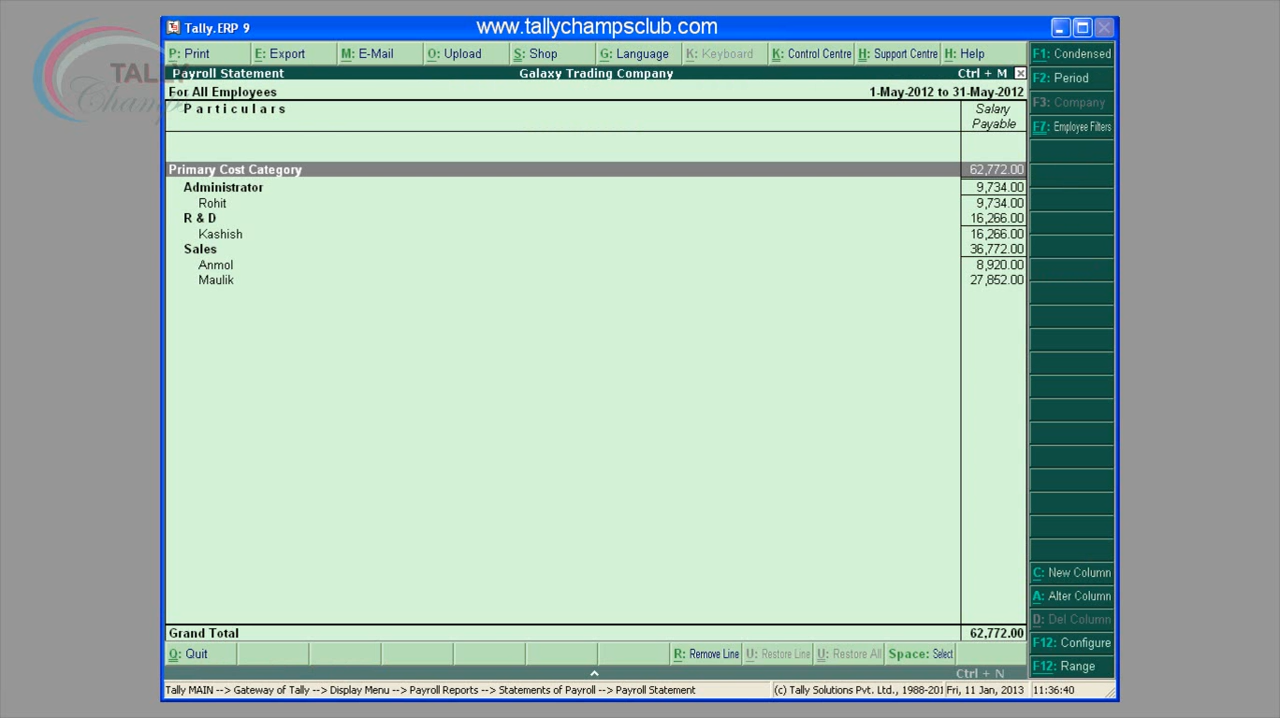 Tally.ERP 9
www.tallychampsclub.com
P: Print E: Export M: E-Mail O: Upload S: Shop G: Language K: Keyboard K: Control Centre H: Support Centre H: Help
F1: Condensed
TALLY
Payroll Statement Galaxy Trading Company Ctrl + M
F2: Period
For All Employees 1-May-2012 to 31-May-2012
F3: Company
Particulars Salary
Payable
F7: Employee Filters
Primary Cost Category 62,772.00
Administrator 9,734.00
Rohit 9,734.00
R & D 16,266.00
Kashish 16,266.00
Sales 36,772.00
Anmol 8,920.00
Maulik 27,852.00
C: New Column
A: Alter Column
D: Del Column
Grand Total 62,772.00
F12: Configure
Q: Quit R: Remove Line U: Restore Line U: Restore All Space: Select
F12: Range
Ctrl + N
Tally MAIN --> Gateway of Tally --> Display Menu --> Payroll Reports --> Statements of Payroll --> Payroll Statement (c) Tally Solutions Pvt. Ltd., 1988-201 Fri, 11 Jan, 2013 11:36:40